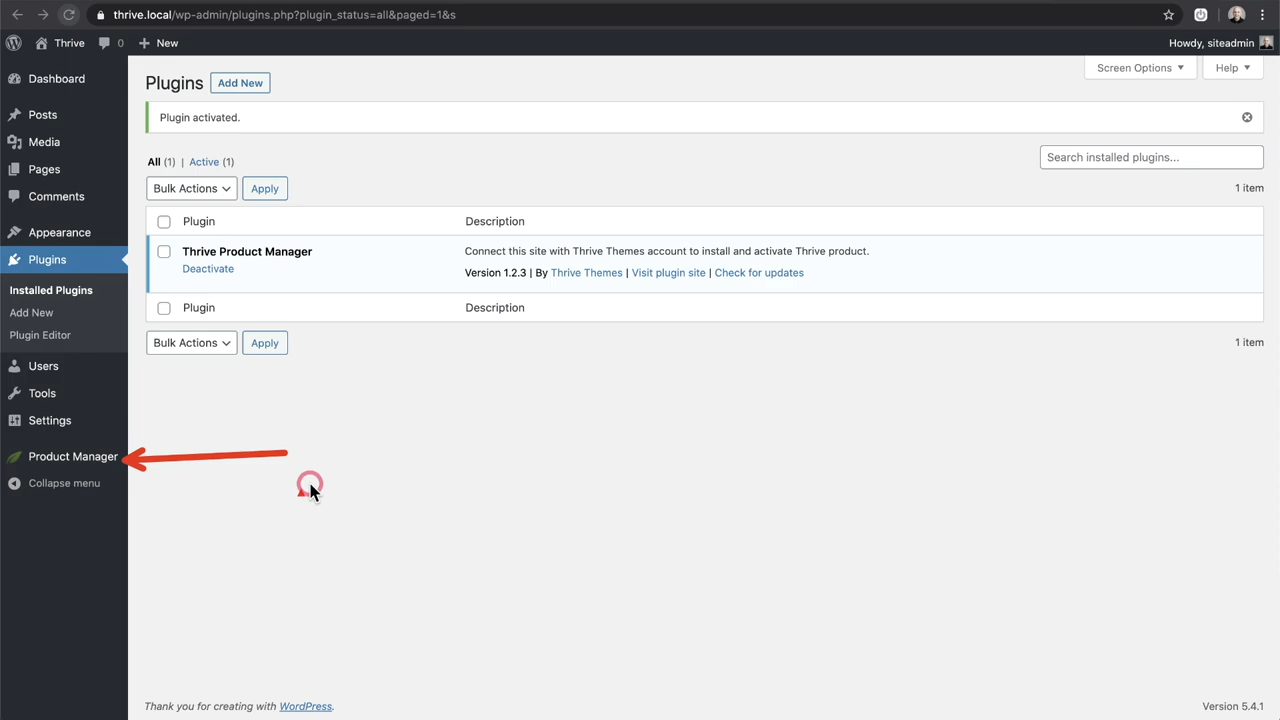 thrive.local/wp-admin/plugins.php?plugin_status=all&paged=1&s
Thrive 0 New
Howdy, siteadmin
Screen Options Help
Dashboard
Posts
Media
Pages
Comments
Appearance
Plugins
Installed Plugins
Add New
Plugin Editor
Users
Tools
Settings
Product Manager
Collapse menu
Plugins Add New
Plugin activated.
All (1) | Active (1)
Search installed plugins...
Bulk Actions Apply
1 item
Plugin Description
Thrive Product Manager Connect this site with Thrive Themes account to install and activate Thrive product.
Deactivate Version 1.2.3 | By Thrive Themes | Visit plugin site | Check for updates
Plugin Description
Bulk Actions Apply
1 item
Thank you for creating with WordPress.
Version 5.4.1